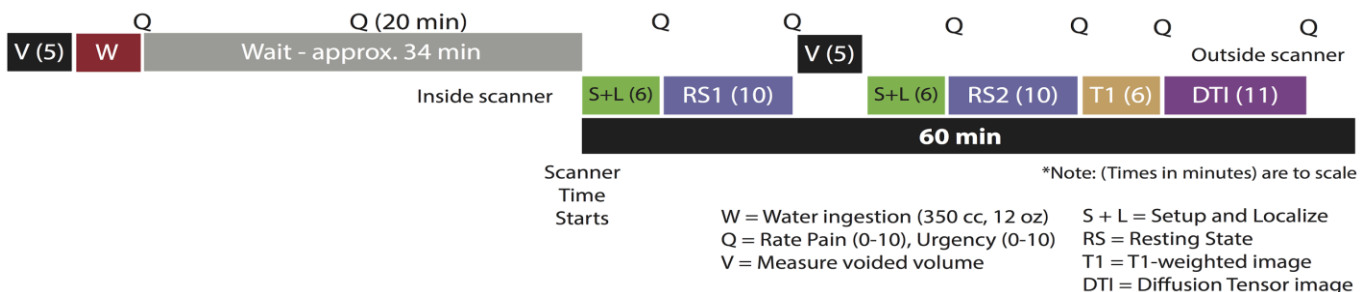 Q Q (20 min) Q Q Q Q Q Q
V (5) W Wait - approx. 34 min V (5) Outside scanner
Inside scanner S+L (6) RS1 (10) S+L (6) RS2 (10) T1 (6) DTI (11)
60 min
*Note: (Times in minutes) are to scale
Scanner
Time
Starts
W = Water ingestion (350 cc, 12 oz)
Q = Rate Pain (0-10), Urgency (0-10)
V = Measure voided volume
S + L = Setup and Localize
RS = Resting State
T1 = T1-weighted image
DTI = Diffusion Tensor image